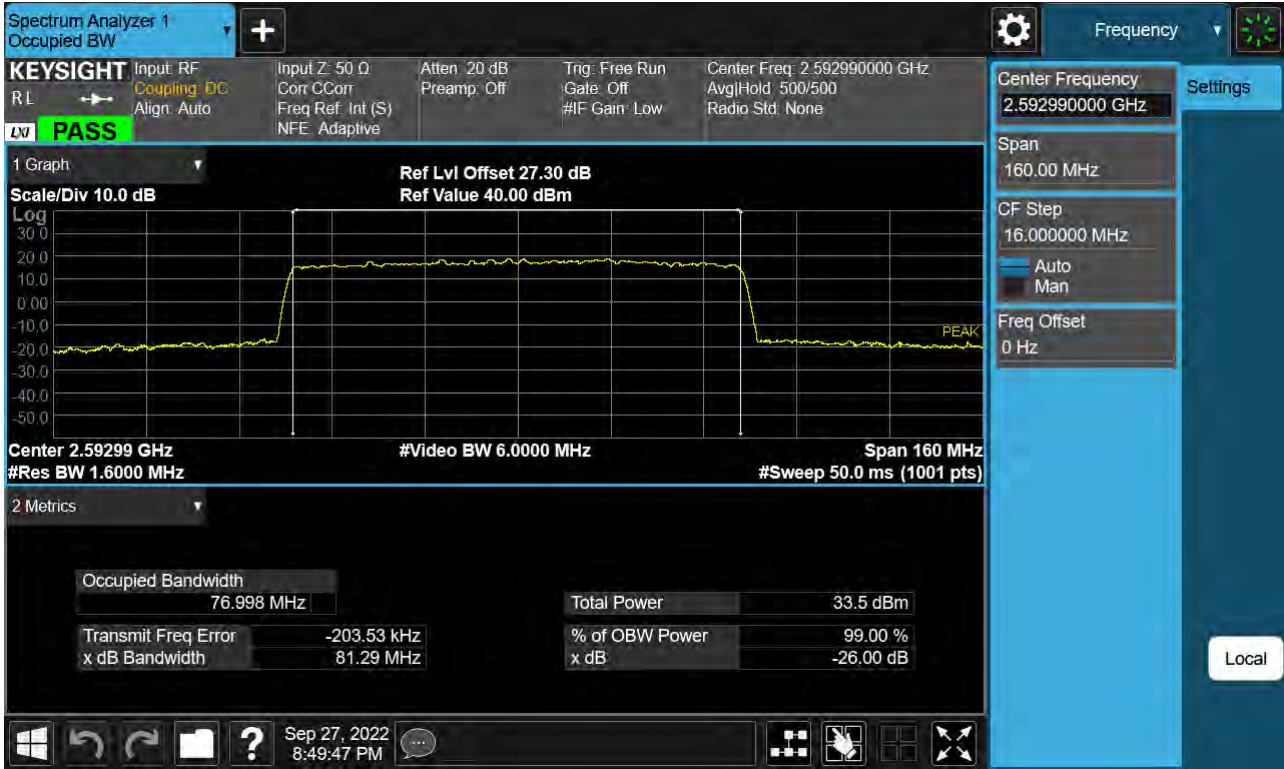 Spectrum Analyzer 1
Occupied BW
+
Frequency
KEYSIGHT
RL
LXI PASS
Input: RF
Coupling: DC
Align: Auto
Input Z: 50 Ω
Corr CCorr
Freq Ref: Int (S)
NFE: Adaptive
Atten: 20 dB
Preamp: Off
Trig: Free Run
Gate: Off
#IF Gain: Low
Center Freq: 2.592990000 GHz
Avg|Hold: 500/500
Radio Std: None
Center Frequency
2.592990000 GHz
Settings
Span
160.00 MHz
CF Step
16.000000 MHz
Auto
Man
Freq Offset
0 Hz
Local
1 Graph
Scale/Div 10.0 dB
Ref Lvl Offset 27.30 dB
Ref Value 40.00 dBm
Log
30.0
20.0
10.0
0.00
-10.0
-20.0
-30.0
-40.0
-50.0
PEAK
Center 2.59299 GHz
#Video BW 6.0000 MHz
Span 160 MHz
#Res BW 1.6000 MHz
#Sweep 50.0 ms (1001 pts)
2 Metrics
Occupied Bandwidth
76.998 MHz
Total Power 33.5 dBm
Transmit Freq Error -203.53 kHz
% of OBW Power 99.00 %
x dB Bandwidth 81.29 MHz
x dB -26.00 dB
?
Sep 27, 2022
8:49:47 PM